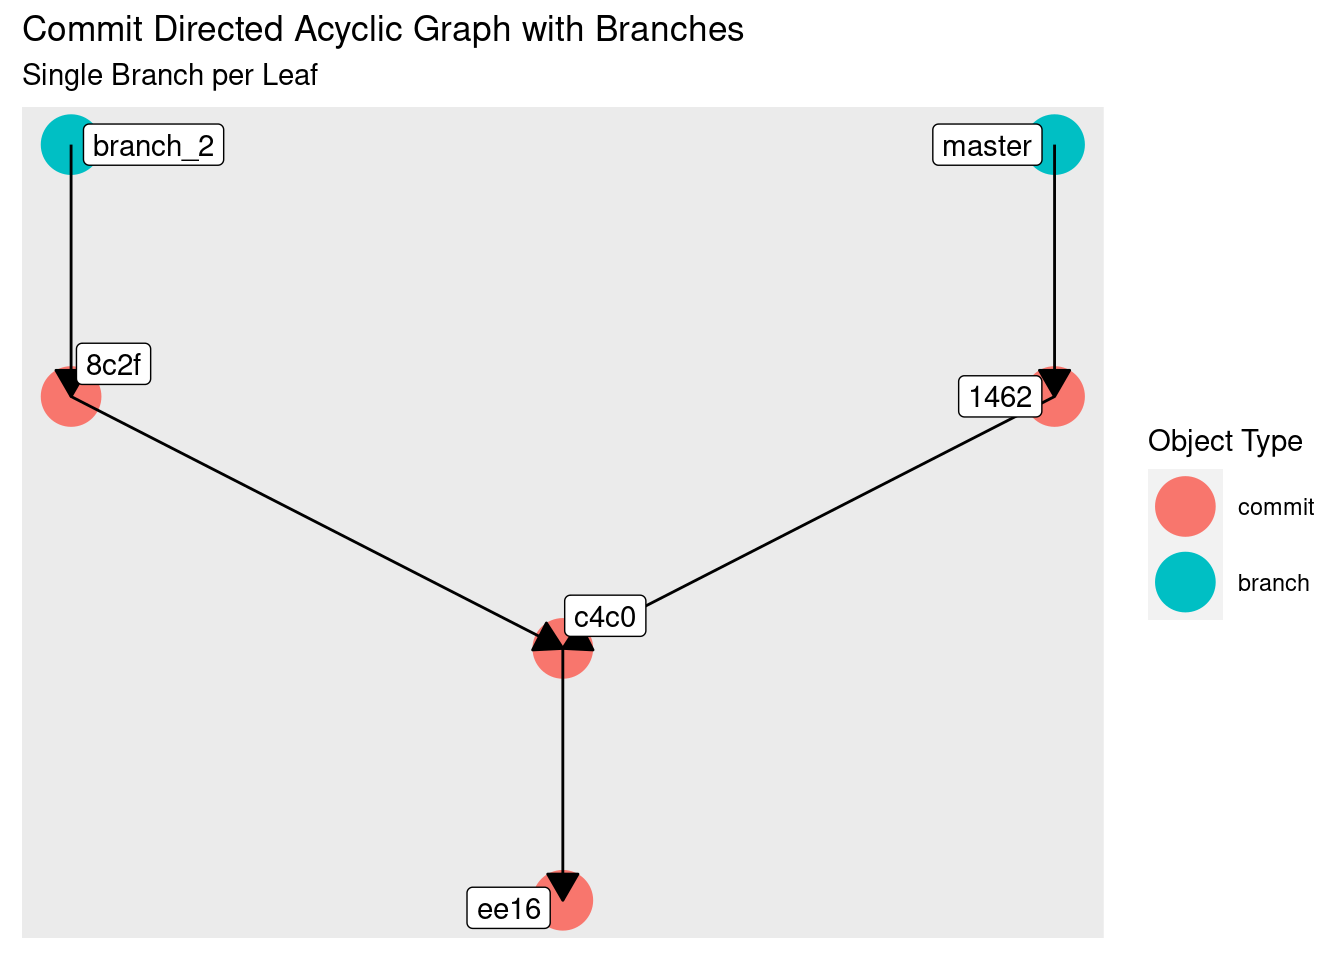 Commit Directed Acyclic Graph with Branches
Single Branch per Leaf
branch_2
master
8c2f
1462
Object Type
commit
branch
c4c0
ee16